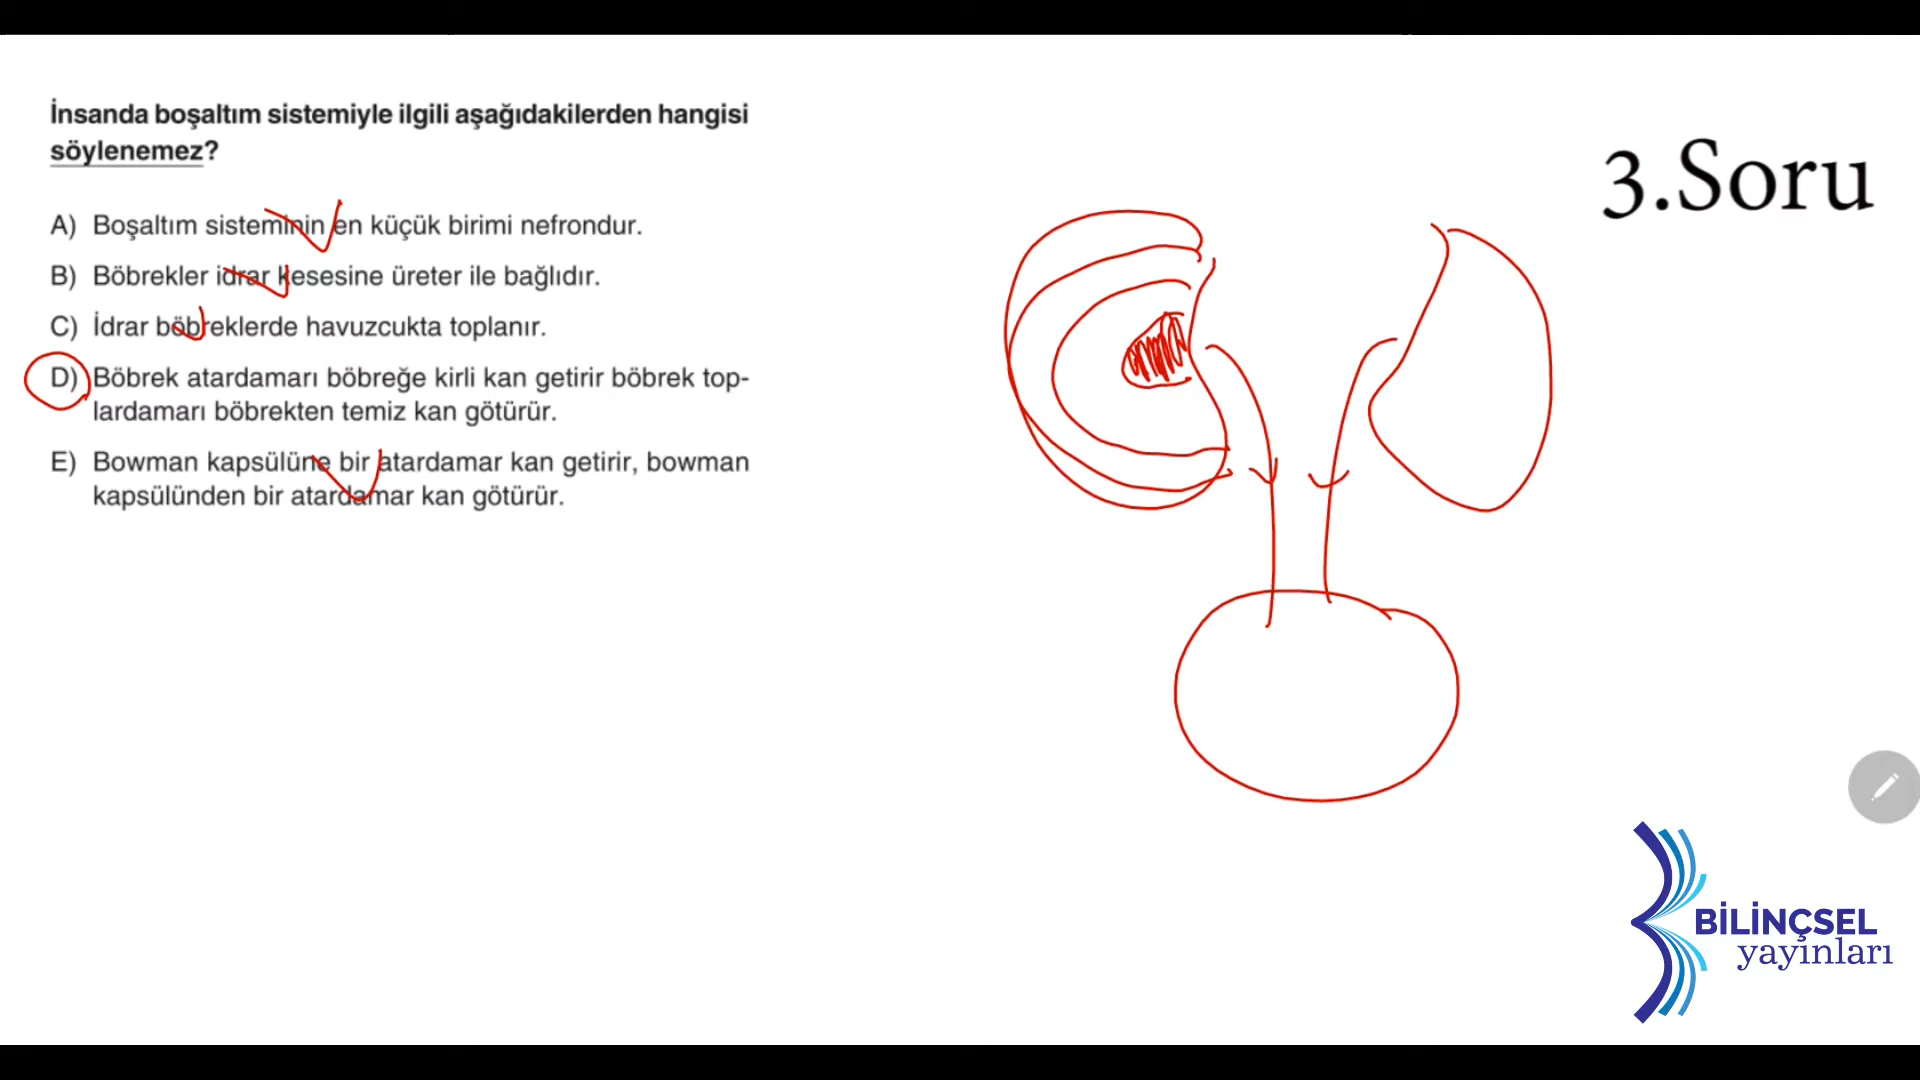 İnsanda boşaltım sistemiyle ilgili aşağıdakilerden hangisi
söylenemez?
A) Boşaltım sisteminin en küçük birimi nefrondur.
B) Böbrekler idrar kesesine üreter ile bağlıdır.
C) İdrar böbreklerde havuzcukta toplanır.
D) Böbrek atardamarı böbreğe kirli kan getirir böbrek top-
lardamarı böbrekten temiz kan götürür.
E) Bowman kapsülüne bir atardamar kan getirir, bowman
kapsülünden bir atardamar kan götürür.
3.Soru
BİLİNÇSEL
yayınları